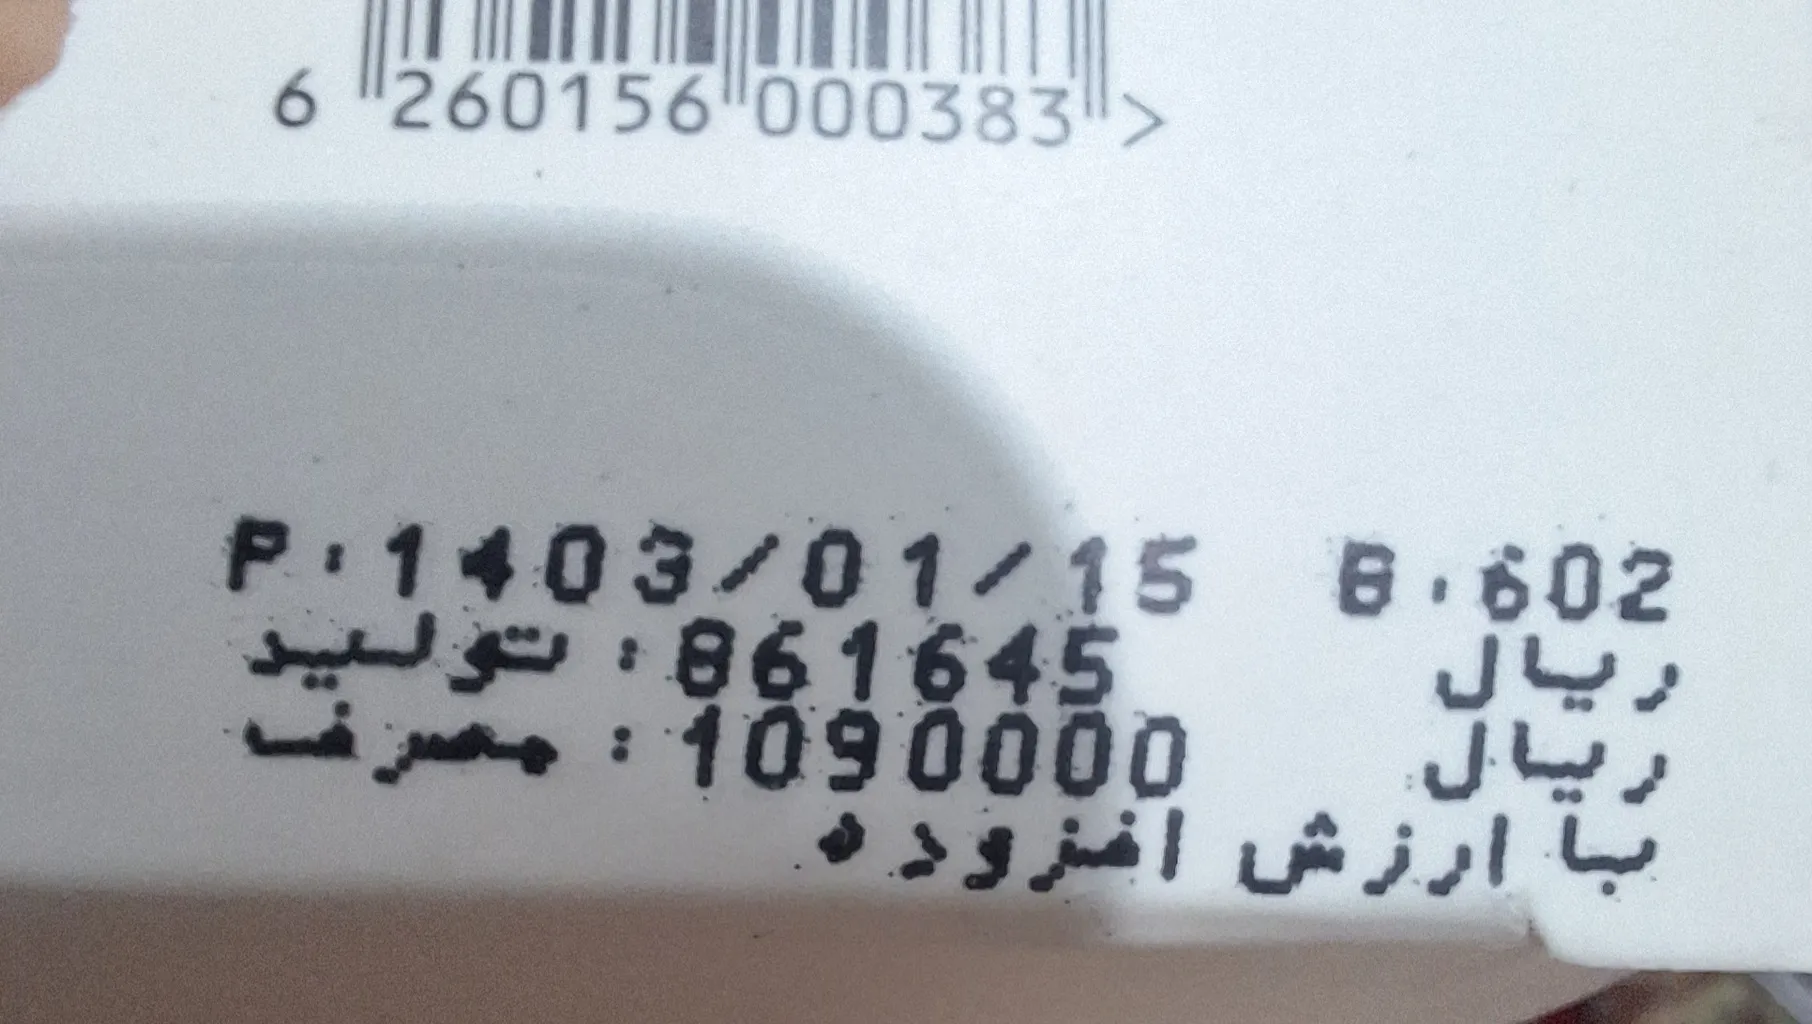 6 260156 000383 >
P.1403/01/15 B.602
تولید : 861645 ریال
مصرف : 1090000 ریال
با ارزش افزوده